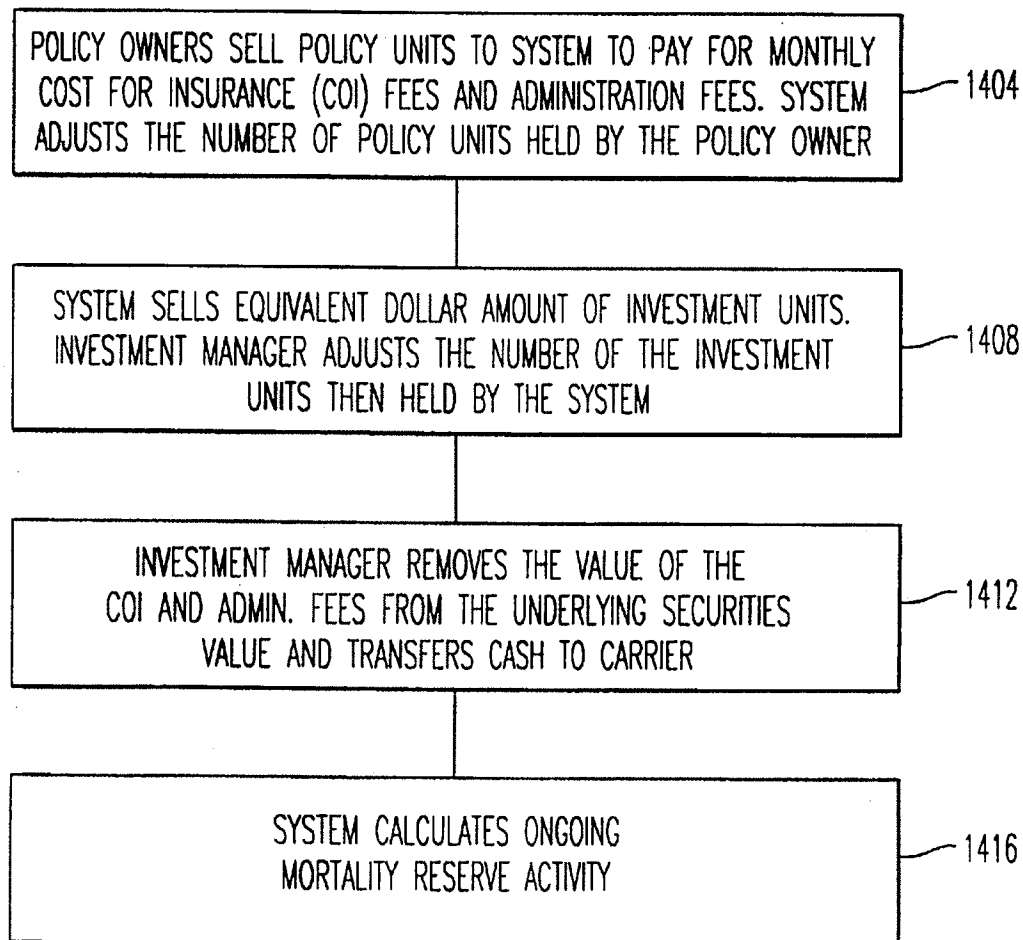 POLICY OWNERS SELL POLICY UNITS TO SYSTEM TO PAY FOR MONTHLY
COST FOR INSURANCE (COI) FEES AND ADMINISTRATION FEES. SYSTEM
ADJUSTS THE NUMBER OF POLICY UNITS HELD BY THE POLICY OWNER
1404
SYSTEM SELLS EQUIVALENT DOLLAR AMOUNT OF INVESTMENT UNITS.
INVESTMENT MANAGER ADJUSTS THE NUMBER OF THE INVESTMENT
UNITS THEN HELD BY THE SYSTEM
1408
INVESTMENT MANAGER REMOVES THE VALUE OF THE
COI AND ADMIN. FEES FROM THE UNDERLYING SECURITIES
VALUE AND TRANSFERS CASH TO CARRIER
1412
SYSTEM CALCULATES ONGOING
MORTALITY RESERVE ACTIVITY
1416